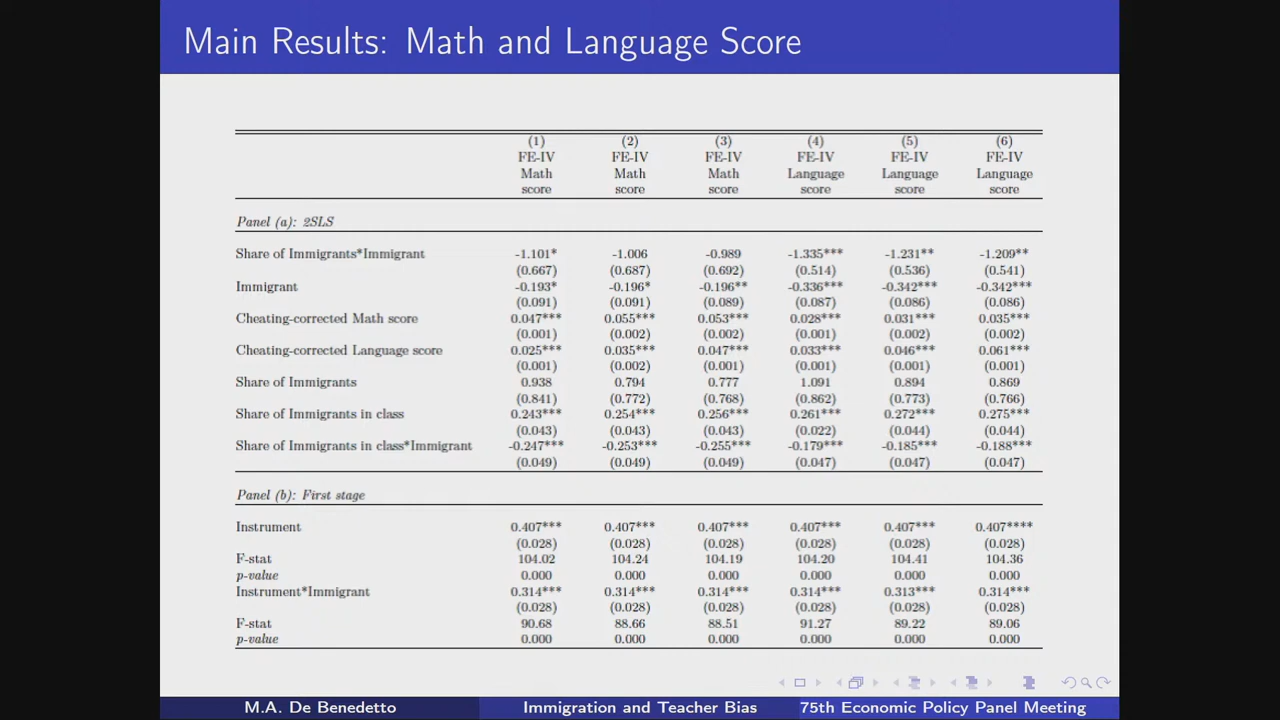 Main Results: Math and Language Score
(1) (2) (3) (4) (5) (6)
FE-IV FE-IV FE-IV FE-IV FE-IV FE-IV
Math Math Math Language Language Language
score score score score score score
Panel (a): 2SLS
Share of Immigrants*Immigrant -1.101* -1.006 -0.989 -1.335*** -1.231** -1.209**
(0.667) (0.687) (0.692) (0.514) (0.536) (0.541)
Immigrant -0.193* -0.196* -0.196** -0.336*** -0.342*** -0.342***
(0.091) (0.091) (0.089) (0.087) (0.086) (0.086)
Cheating-corrected Math score 0.047*** 0.055*** 0.053*** 0.028*** 0.031*** 0.035***
(0.001) (0.002) (0.002) (0.001) (0.002) (0.002)
Cheating-corrected Language score 0.025*** 0.035*** 0.047*** 0.033*** 0.046*** 0.061***
(0.001) (0.002) (0.001) (0.001) (0.001) (0.001)
Share of Immigrants 0.938 0.794 0.777 1.091 0.894 0.869
(0.841) (0.772) (0.768) (0.862) (0.773) (0.766)
Share of Immigrants in class 0.243*** 0.254*** 0.256*** 0.261*** 0.272*** 0.275***
(0.043) (0.043) (0.043) (0.022) (0.044) (0.044)
Share of Immigrants in class*Immigrant -0.247*** -0.253*** -0.255*** -0.179*** -0.185*** -0.188***
(0.049) (0.049) (0.049) (0.047) (0.047) (0.047)
Panel (b): First stage
Instrument 0.407*** 0.407*** 0.407*** 0.407*** 0.407*** 0.407****
(0.028) (0.028) (0.028) (0.028) (0.028) (0.028)
F-stat 104.02 104.24 104.19 104.20 104.41 104.36
p-value 0.000 0.000 0.000 0.000 0.000 0.000
Instrument*Immigrant 0.314*** 0.314*** 0.314*** 0.314*** 0.313*** 0.314***
(0.028) (0.028) (0.028) (0.028) (0.028) (0.028)
F-stat 90.68 88.66 88.51 91.27 89.22 89.06
p-value 0.000 0.000 0.000 0.000 0.000 0.000
M.A. De Benedetto Immigration and Teacher Bias 75th Economic Policy Panel Meeting